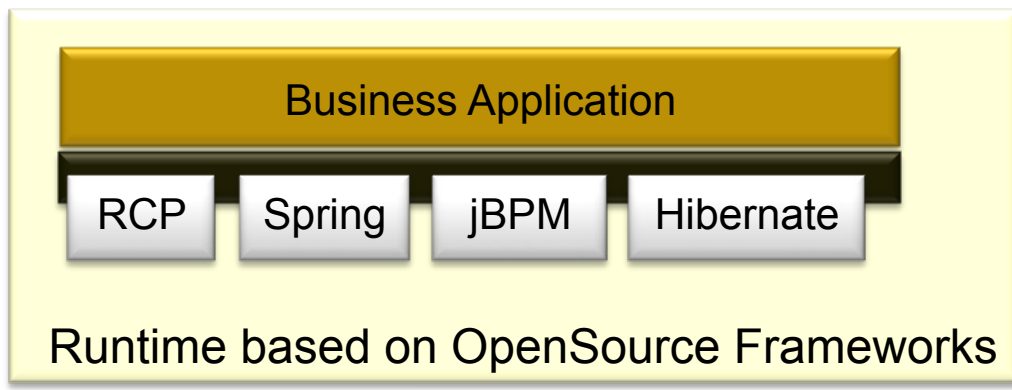 Business Application
RCP Spring jBPM Hibernate
Runtime based on OpenSource Frameworks